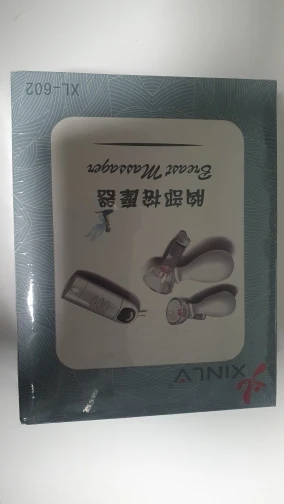 XINLV
胸部按摩器
Breast Massager
XL-602